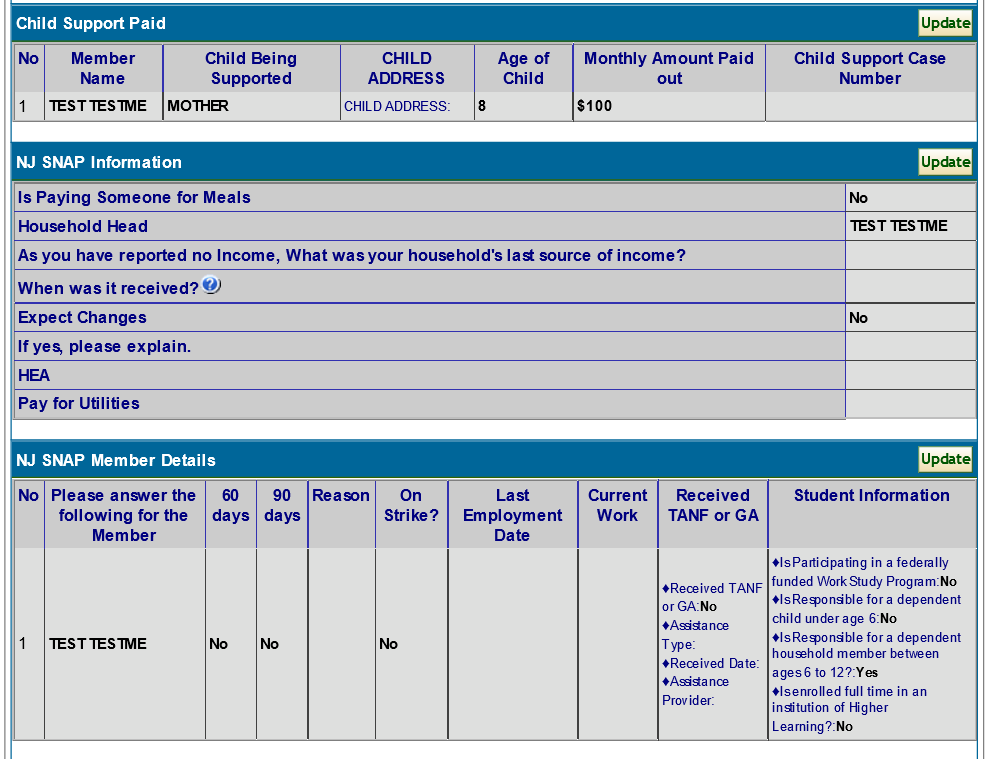 Child Support Paid Update
No Member Name Child Being Supported CHILD ADDRESS Age of Child Monthly Amount Paid out Child Support Case Number
1 TEST TESTME MOTHER CHILD ADDRESS: 8 $100
NJ SNAP Information Update
Is Paying Someone for Meals No
Household Head TEST TESTME
As you have reported no Income, What was your household's last source of income?
When was it received? ?
Expect Changes No
If yes, please explain.
HEA
Pay for Utilities
NJ SNAP Member Details Update
No Please answer the following for the Member 60 days 90 days Reason On Strike? Last Employment Date Current Work Received TANF or GA Student Information
1 TEST TESTME No No No
♦Received TANF
or GA:No
♦Assistance
Type:
♦Received Date:
♦Assistance
Provider:
♦Is Participating in a federally
funded Work Study Program:No
♦Is Responsible for a dependent
child under age 6:No
♦Is Responsible for a dependent
household member between
ages 6 to 12?:Yes
♦Is enrolled full time in an
institution of Higher
Learning?:No